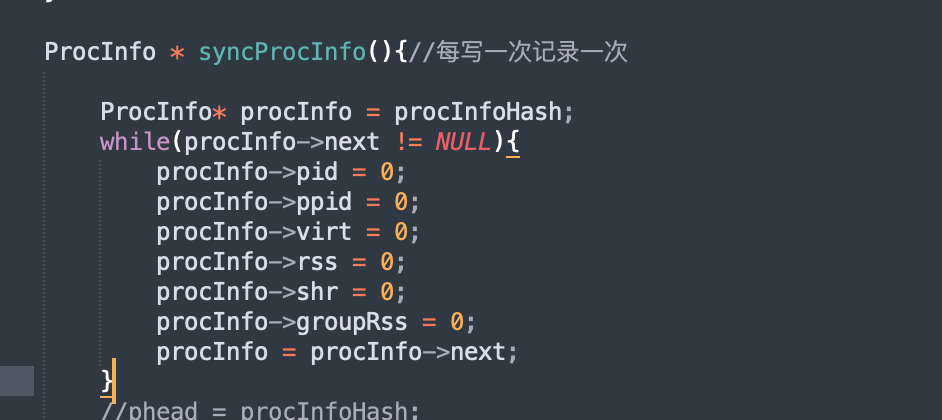 ProcInfo * syncProcInfo(){//每写一次记录一次
ProcInfo* procInfo = procInfoHash;
while(procInfo->next != NULL){
procInfo->pid = 0;
procInfo->ppid = 0;
procInfo->virt = 0;
procInfo->rss = 0;
procInfo->shr = 0;
procInfo->groupRss = 0;
procInfo = procInfo->next;
}
//phead = procInfoHash;